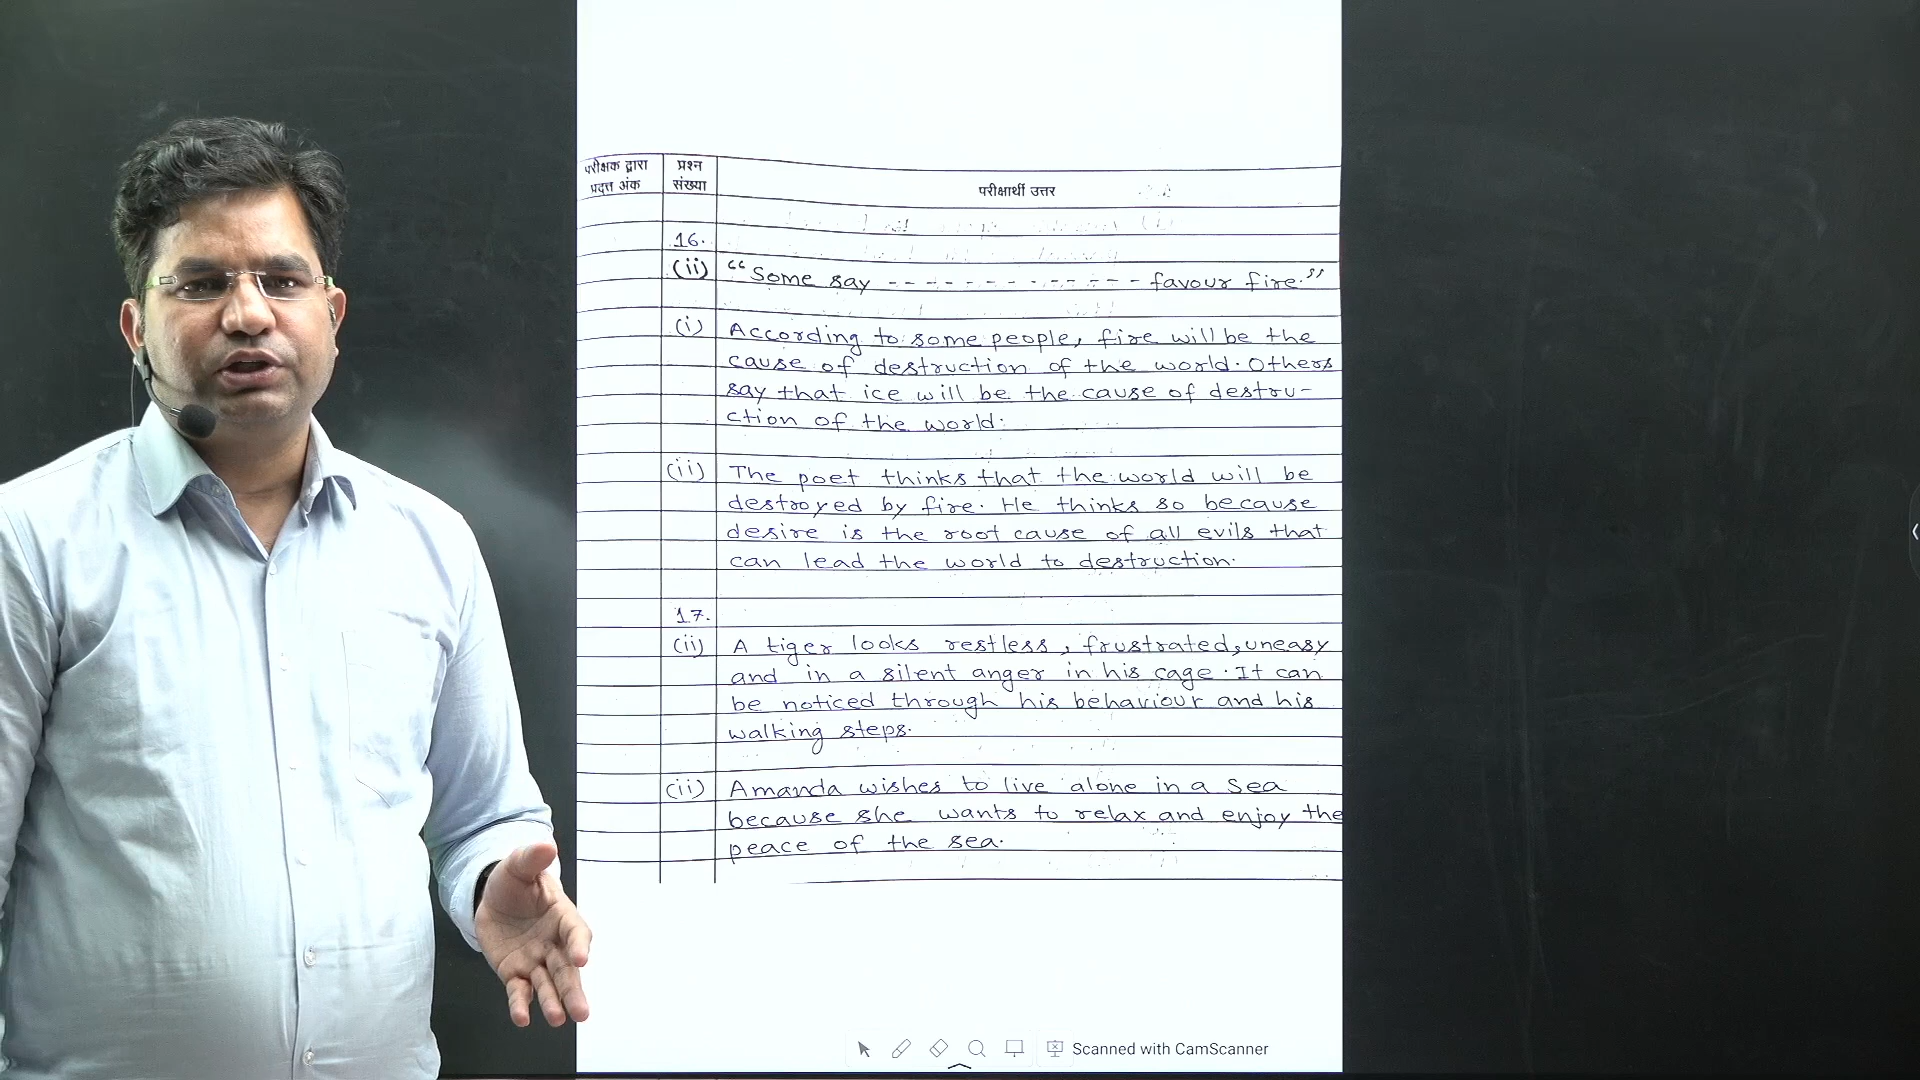 परीक्षक द्वारा
प्रदत्त अंक
प्रश्न
संख्या
परीक्षार्थी उत्तर
16.
(ii) “Some say ------------- favour fire.”
(i) According to some people, fire will be the
cause of destruction of the world. Others
say that ice will be the cause of destru-
ction of the world.
(ii) The poet thinks that the world will be
destroyed by fire. He thinks so because
desire is the root cause of all evils that
can lead the world to destruction.
17.
(ii) A tiger looks restless, frustrated, uneasy
and in a silent anger in his cage. It can
be noticed through his behaviour and his
walking steps.
(ii) Amanda wishes to live alone in a sea
because she wants to relax and enjoy the
peace of the sea.
Scanned with CamScanner